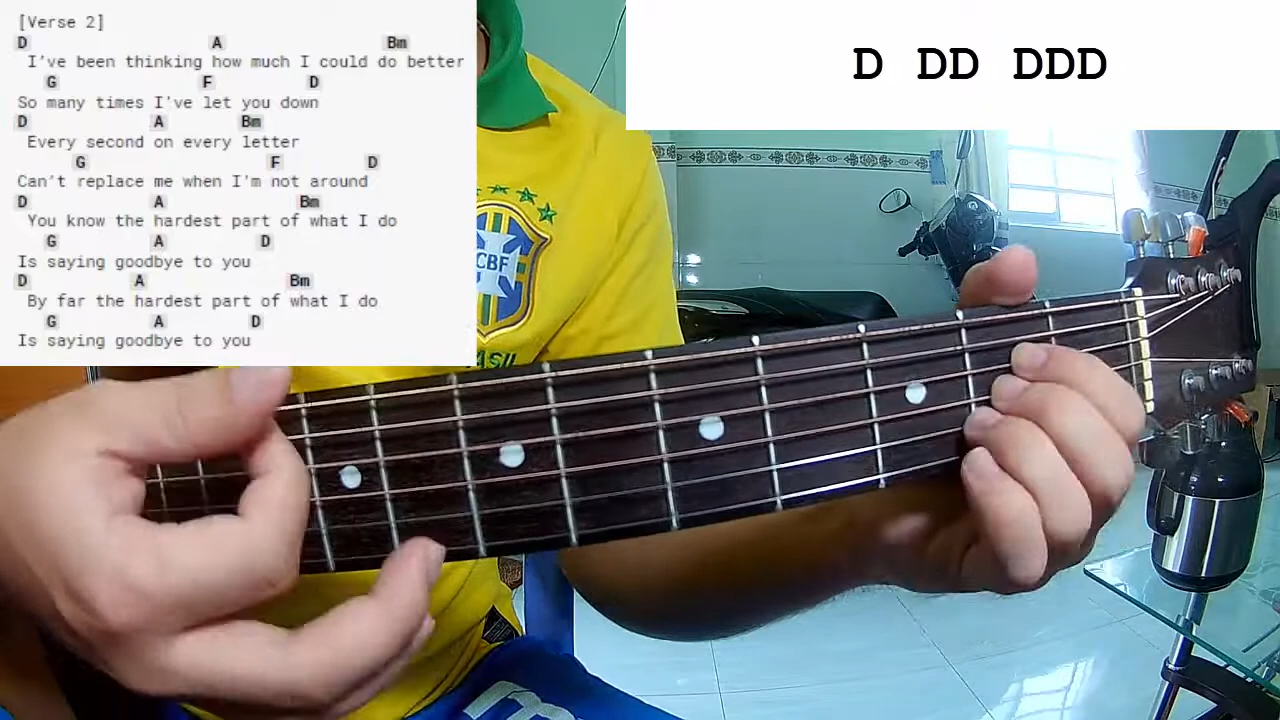 [Verse 2]
D A Bm
I've been thinking how much I could do better
G F D
So many times I've let you down
D A Bm
Every second on every letter
G F D
Can't replace me when I'm not around
D A Bm
You know the hardest part of what I do
G A D
Is saying goodbye to you
D A Bm
By far the hardest part of what I do
G A D
Is saying goodbye to you
D DD DDD
CBF